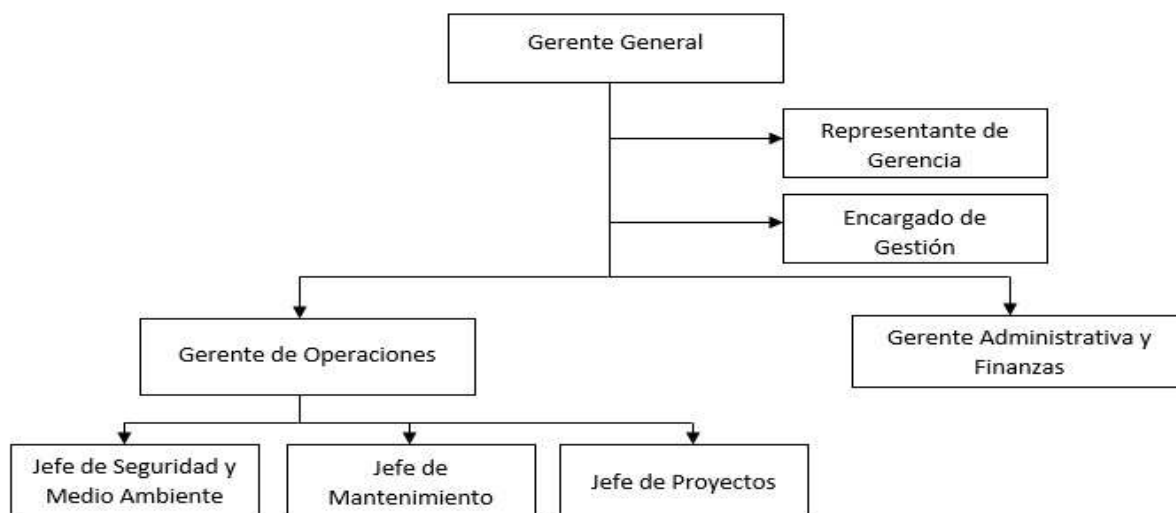 Gerente General
Representante de
Gerencia
Encargado de
Gestión
Gerente de Operaciones
Gerente Administrativa y
Finanzas
Jefe de Seguridad y
Medio Ambiente
Jefe de
Mantenimiento
Jefe de Proyectos